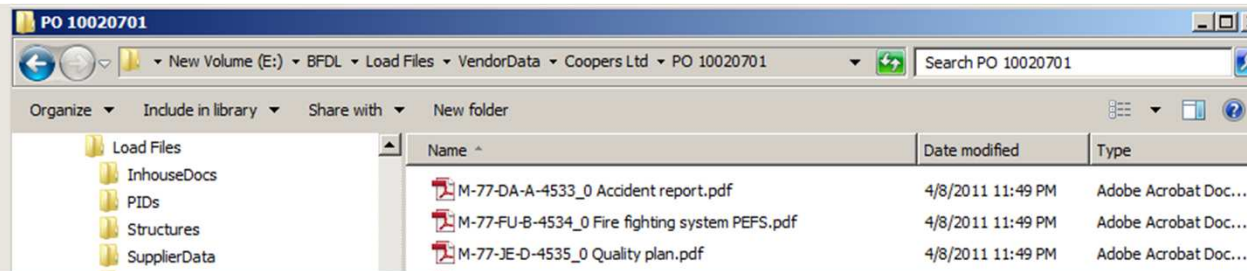 PO 10020701
New Volume (E:) BFDL Load Files VendorData Coopers Ltd PO 10020701 Search PO 10020701
Organize Include in library Share with New folder ?
Load Files Name Date modified Type
InhouseDocs M-77-DA-A-4533_0 Accident report.pdf 4/8/2011 11:49 PM Adobe Acrobat Doc...
PIDs M-77-FU-B-4534_0 Fire fighting system PEFS.pdf 4/8/2011 11:49 PM Adobe Acrobat Doc...
Structures
SupplierData M-77-JE-D-4535_0 Quality plan.pdf 4/8/2011 11:49 PM Adobe Acrobat Doc...